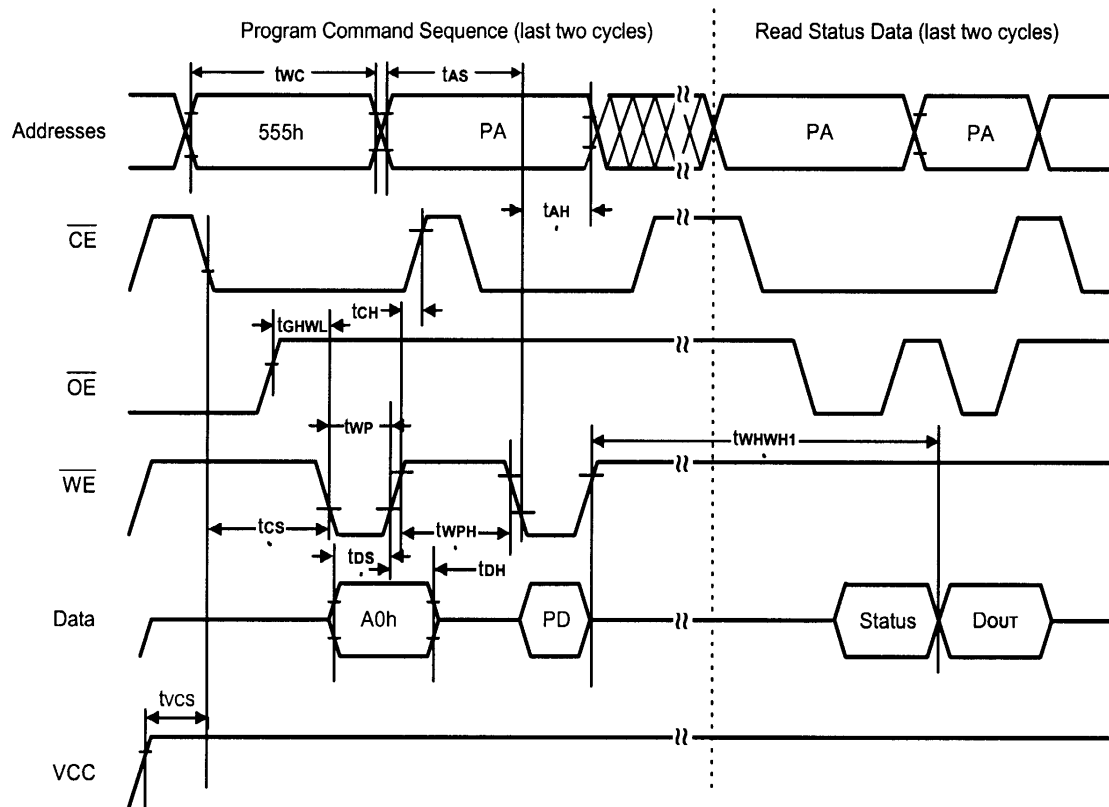 Program Command Sequence (last two cycles) Read Status Data (last two cycles)
tWC tAS
Addresses 555h PA PA PA
tAH
CE
tCH
tGHWL
OE
tWP
tWHWH1
WE
tCS tWPH
tDS tDH
Data A0h PD Status DOUT
tVCS
VCC